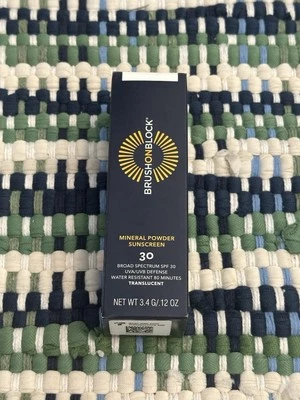 BRUSHONBLOCK®
MINERAL POWDER
SUNSCREEN
30
BROAD SPECTRUM SPF 30
UVA/UVB DEFENSE
WATER RESISTANT 80 MINUTES
TRANSLUCENT
NET WT 3.4 G/.12 OZ